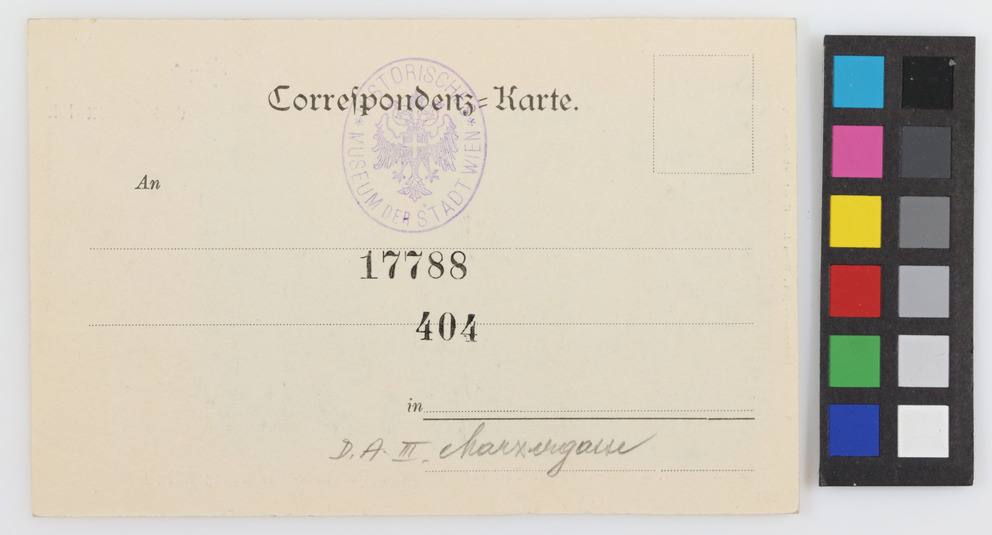 Correspondenz-Karte.
HISTORISCHES MUSEUM DER STADT WIEN
An
17788
404
in
D. A. III. Marxergasse